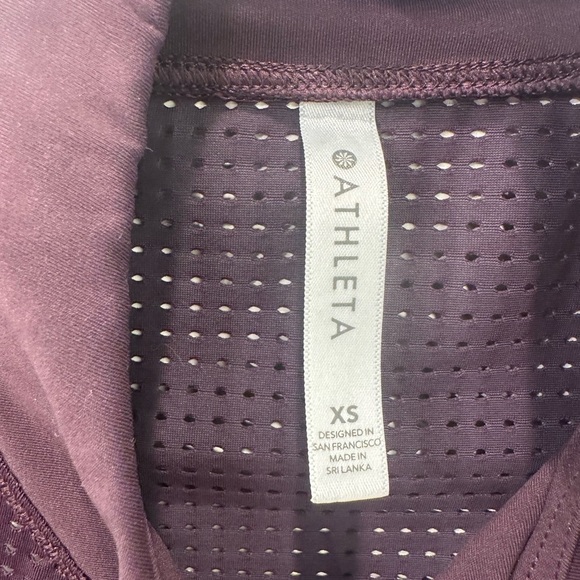 ATHLETA
XS
DESIGNED IN
SAN FRANCISCO
MADE IN
SRI LANKA